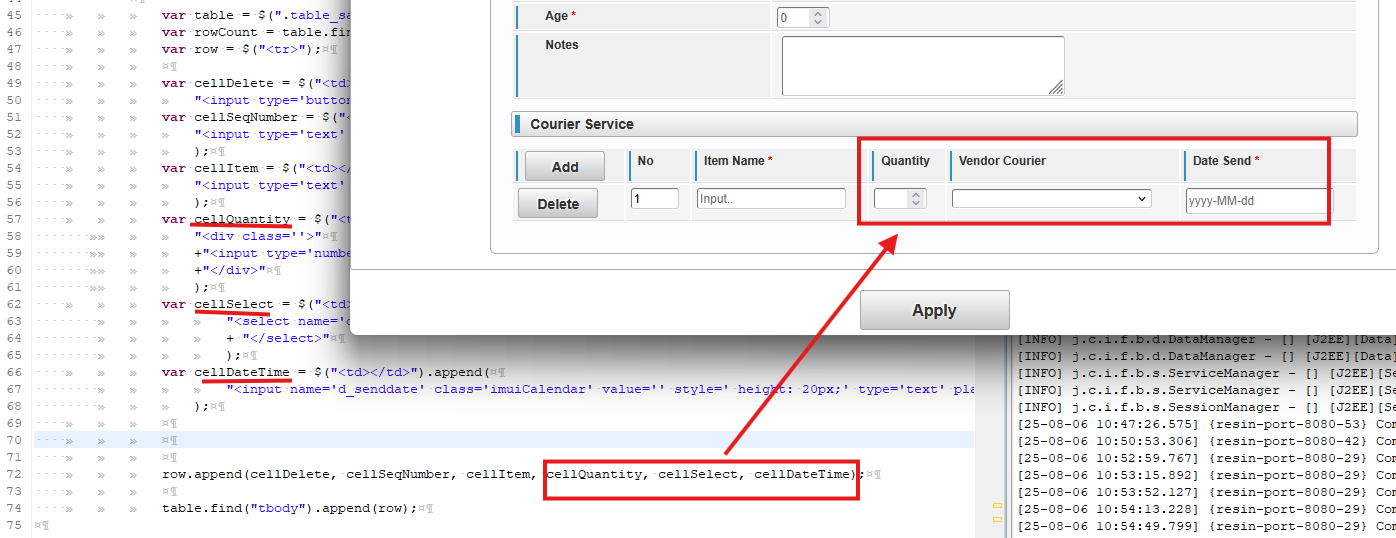 45 var table = $(".table_sa
46 var rowCount = table.fin
47 var row = $("<tr>");
48
49 var cellDelete = $("<td>
50 "<input type='button
51 var cellSeqNumber = $("<
52 "<input type='text'
53 );
54 var cellItem = $("<td></
55 "<input type='text'
56 );
57 var cellQuantity = $("<t
58 "<div class=''>"
59 +"<input type='numbe
60 +"</div>"
61 );
62 var cellSelect = $("<td>
63 "<select name='c
64 + "</select>"
65 );
66 var cellDateTime = $("<td></td>").append(
67 "<input name='d_senddate' class='imuiCalendar' value='' style=' height: 20px;' type='text' pla
68 );
69
70
71
72 row.append(cellDelete, cellSeqNumber, cellItem, cellQuantity, cellSelect, cellDateTime);
73
74 table.find("tbody").append(row);
75
Age *
0
Notes
Courier Service
Add No Item Name * Quantity Vendor Courier Date Send *
Delete 1 Input.. yyyy-MM-dd
Apply
[INFO] j.c.i.f.b.d.DataManager - [] [J2EE][Data]
[INFO] j.c.i.f.b.d.DataManager - [] [J2EE][Data]
[INFO] j.c.i.f.b.s.ServiceManager - [] [J2EE][Se
[INFO] j.c.i.f.b.s.ServiceManager - [] [J2EE][Se
[INFO] j.c.i.f.b.s.SessionManager - [] [J2EE][Se
[25-08-06 10:47:26.575] {resin-port-8080-53} Com
[25-08-06 10:50:53.306] {resin-port-8080-42} Com
[25-08-06 10:52:59.767] {resin-port-8080-29} Com
[25-08-06 10:53:15.892] {resin-port-8080-29} Com
[25-08-06 10:53:52.127] {resin-port-8080-29} Com
[25-08-06 10:54:13.228] {resin-port-8080-29} Com
[25-08-06 10:54:49.799] {resin-port-8080-29} Com